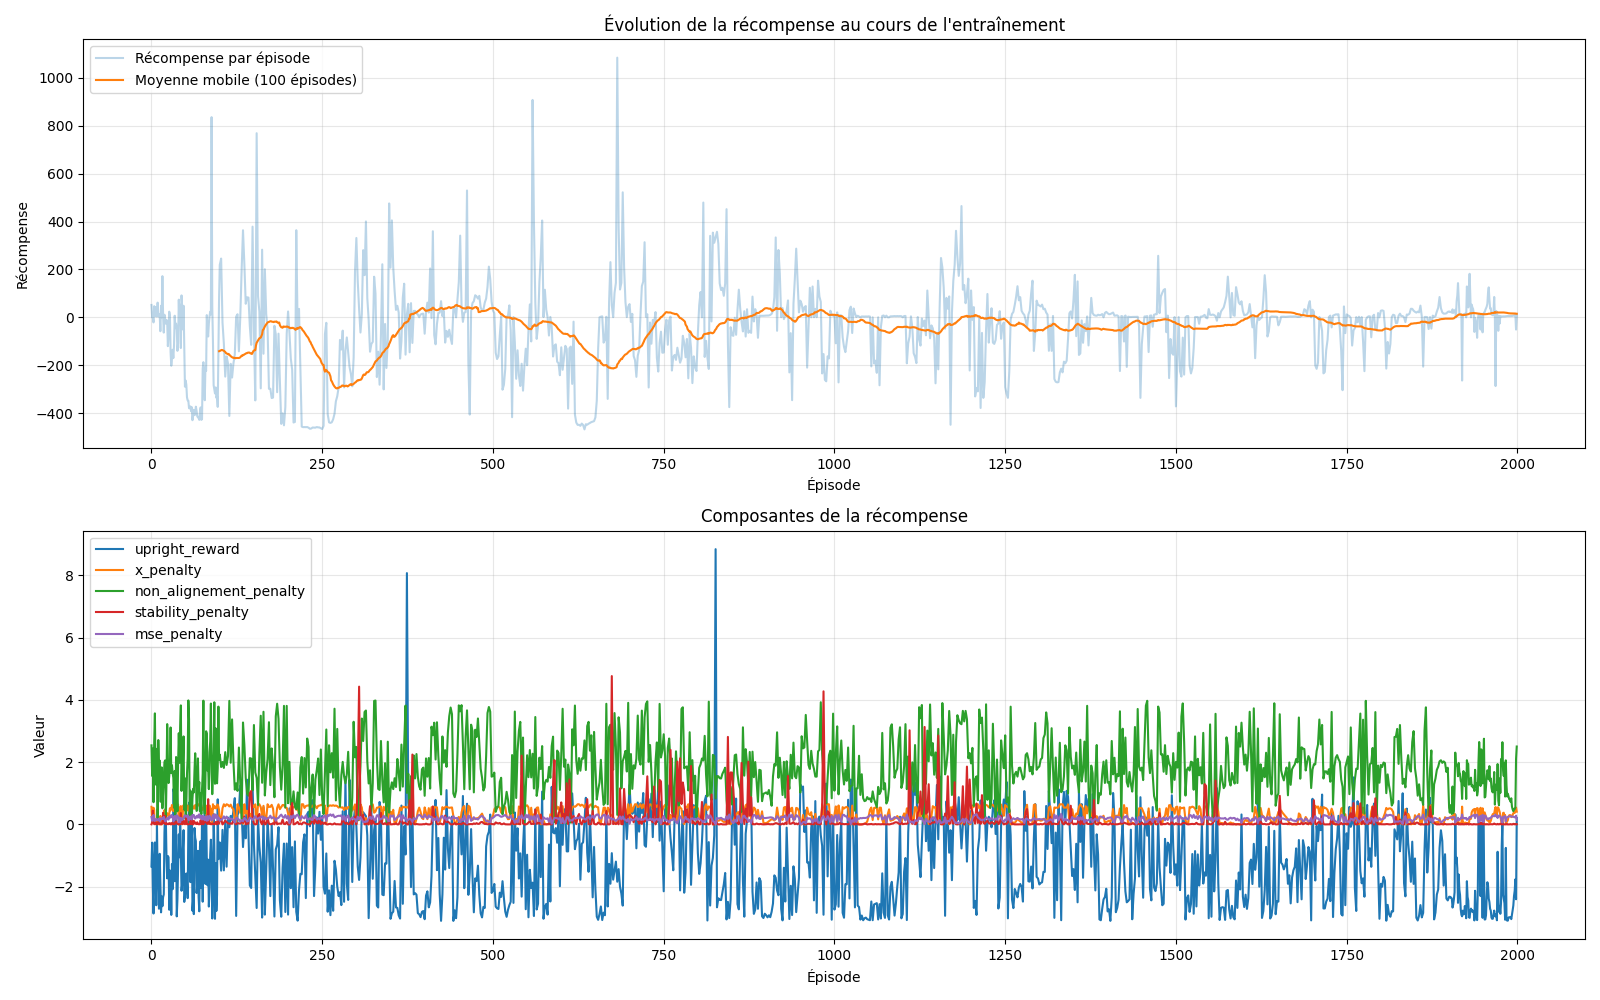 Évolution de la récompense au cours de l'entraînement
Récompense par épisode
Moyenne mobile (100 épisodes)
1000
800
600
400
200
0
−200
−400
Récompense
0 250 500 750 1000 1250 1500 1750 2000
Épisode
Composantes de la récompense
upright_reward
x_penalty
non_alignement_penalty
stability_penalty
mse_penalty
8
6
4
2
0
−2
Valeur
0 250 500 750 1000 1250 1500 1750 2000
Épisode